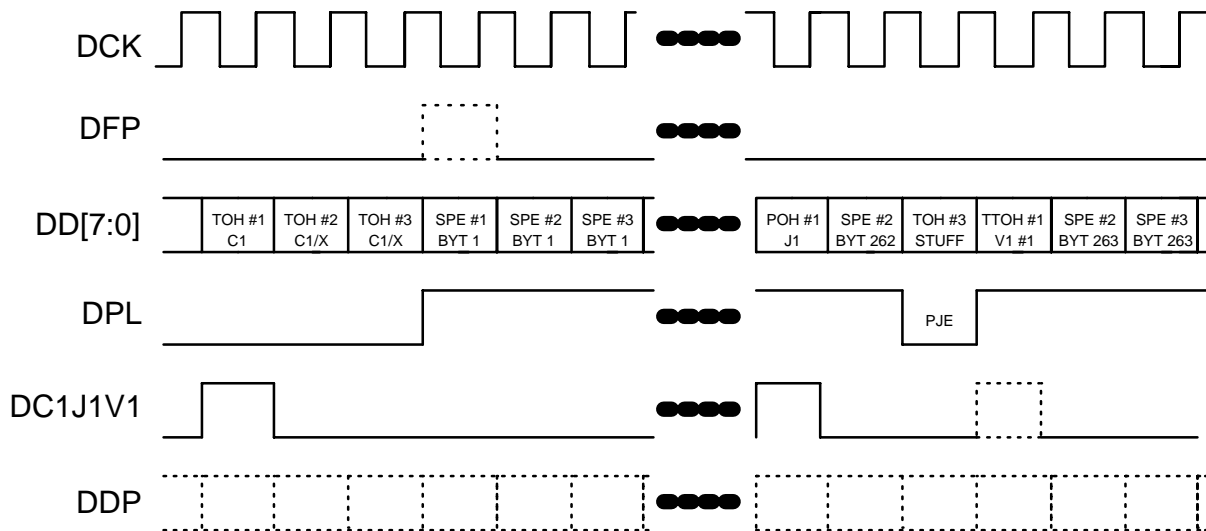 DCK
DFP
DD[7:0]
TOH #1 TOH #2 TOH #3 SPE #1 SPE #2 SPE #3 POH #1 SPE #2 TOH #3 TTOH #1 SPE #2 SPE #3
C1 C1/X C1/X BYT 1 BYT 1 BYT 1 J1 BYT 262 STUFF V1 #1 BYT 263 BYT 263
DPL
PJE
DC1J1V1
DDP